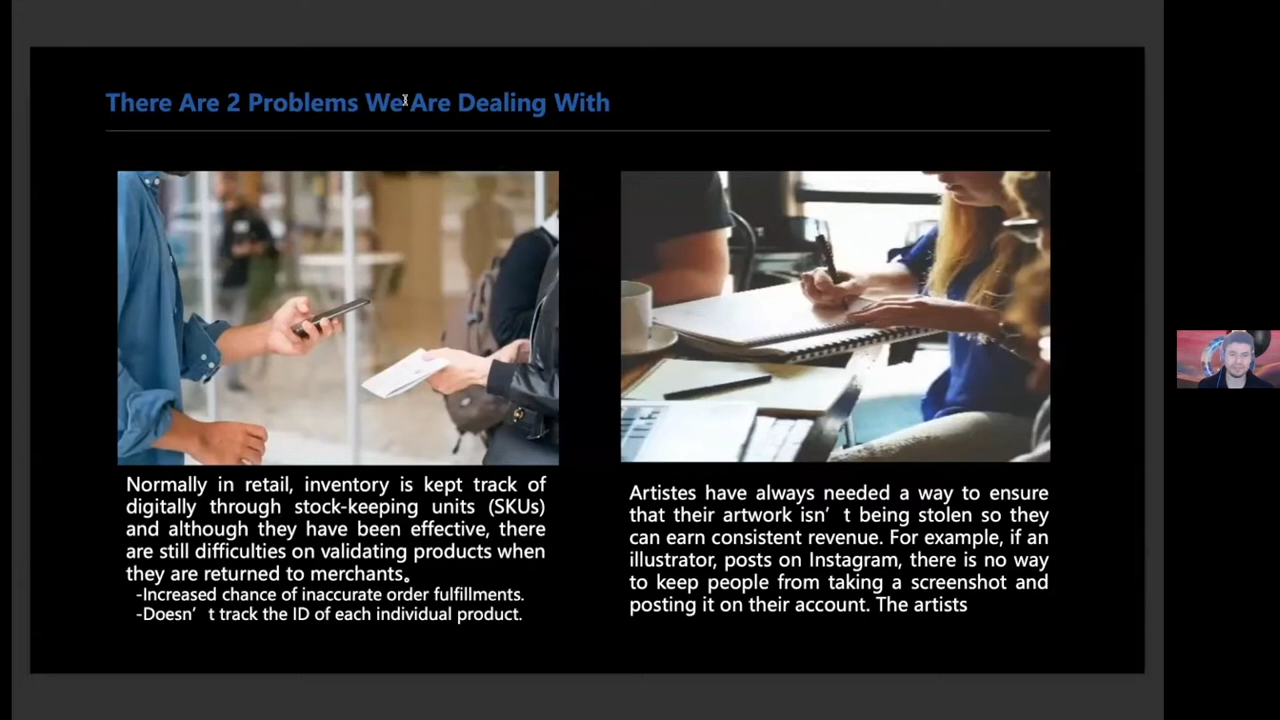 There Are 2 Problems We Are Dealing With
Normally in retail, inventory is kept track of
digitally through stock-keeping units (SKUs)
and although they have been effective, there
are still difficulties on validating products when
they are returned to merchants。
-Increased chance of inaccurate order fulfillments.
-Doesn’ t track the ID of each individual product.
Artistes have always needed a way to ensure
that their artwork isn’ t being stolen so they
can earn consistent revenue. For example, if an
illustrator, posts on Instagram, there is no way
to keep people from taking a screenshot and
posting it on their account. The artists